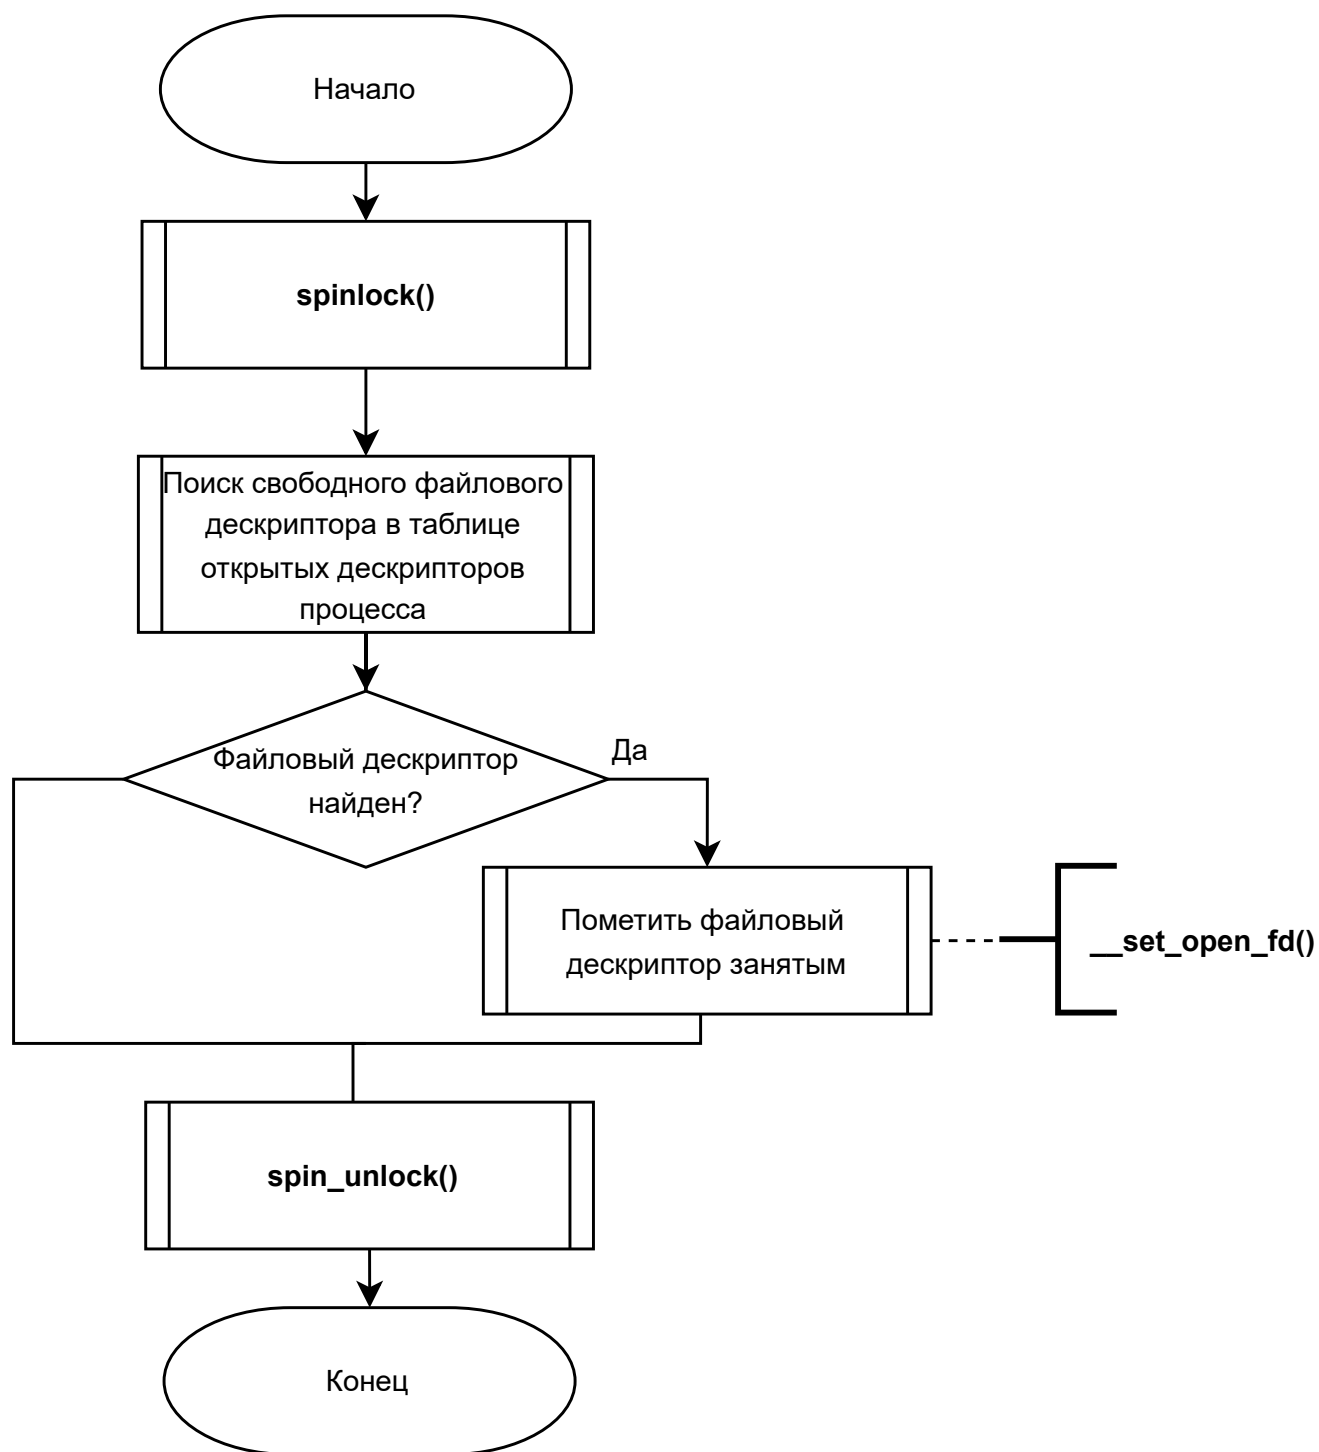 Начало
spinlock()
Поиск свободного файлового
дескриптора в таблице
открытых дескрипторов
процесса
Файловый дескриптор
найден?
Да
Пометить файловый
дескриптор занятым
__set_open_fd()
spin_unlock()
Конец